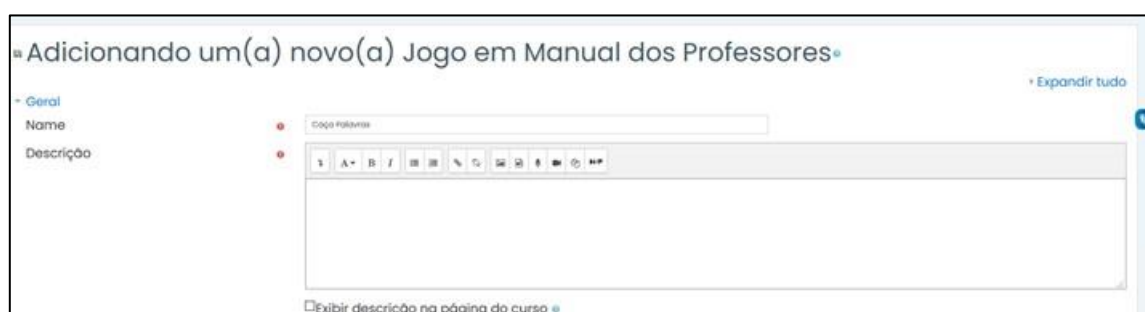 Adicionando um(a) novo(a) Jogo em Manual dos Professores
Expandir tudo
Geral
Name
Caça Palavras
Descrição
A B I
H-P
Exibir descrição na página do curso